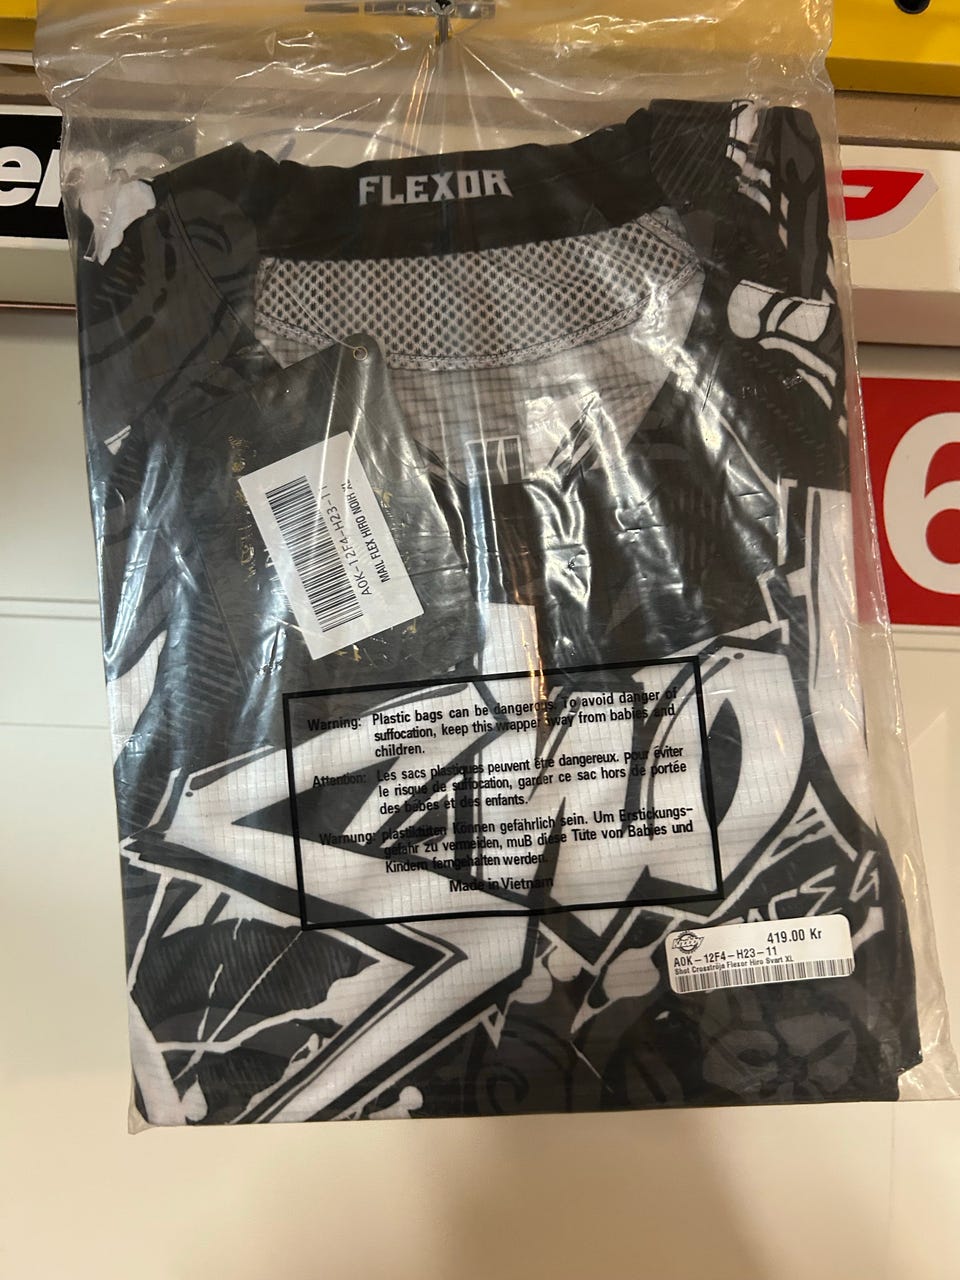 FLEXOR
A0K-12F4-H23-11
MAIL FLEX HIRO NOIR XL
Warning: Plastic bags can be dangerous. To avoid danger of
suffocation, keep this wrapper away from babies and
children.
Attention: Les sacs plastiques peuvent être dangereux. pour éviter
le risque de suffocation, garder ce sac hors de portée
des bébés et des enfants.
Warnung: plastiktüten Können gefährlich sein. Um Erstickungs-
gefahr zu vermeiden, muß diese Tüte von Babies und
Kindern ferngehalten werden.
Made in Vietnam
Knobby
419.00 Kr
A0K-12F4-H23-11
Shot Crosströja Flexor Hiro Svart XL
6